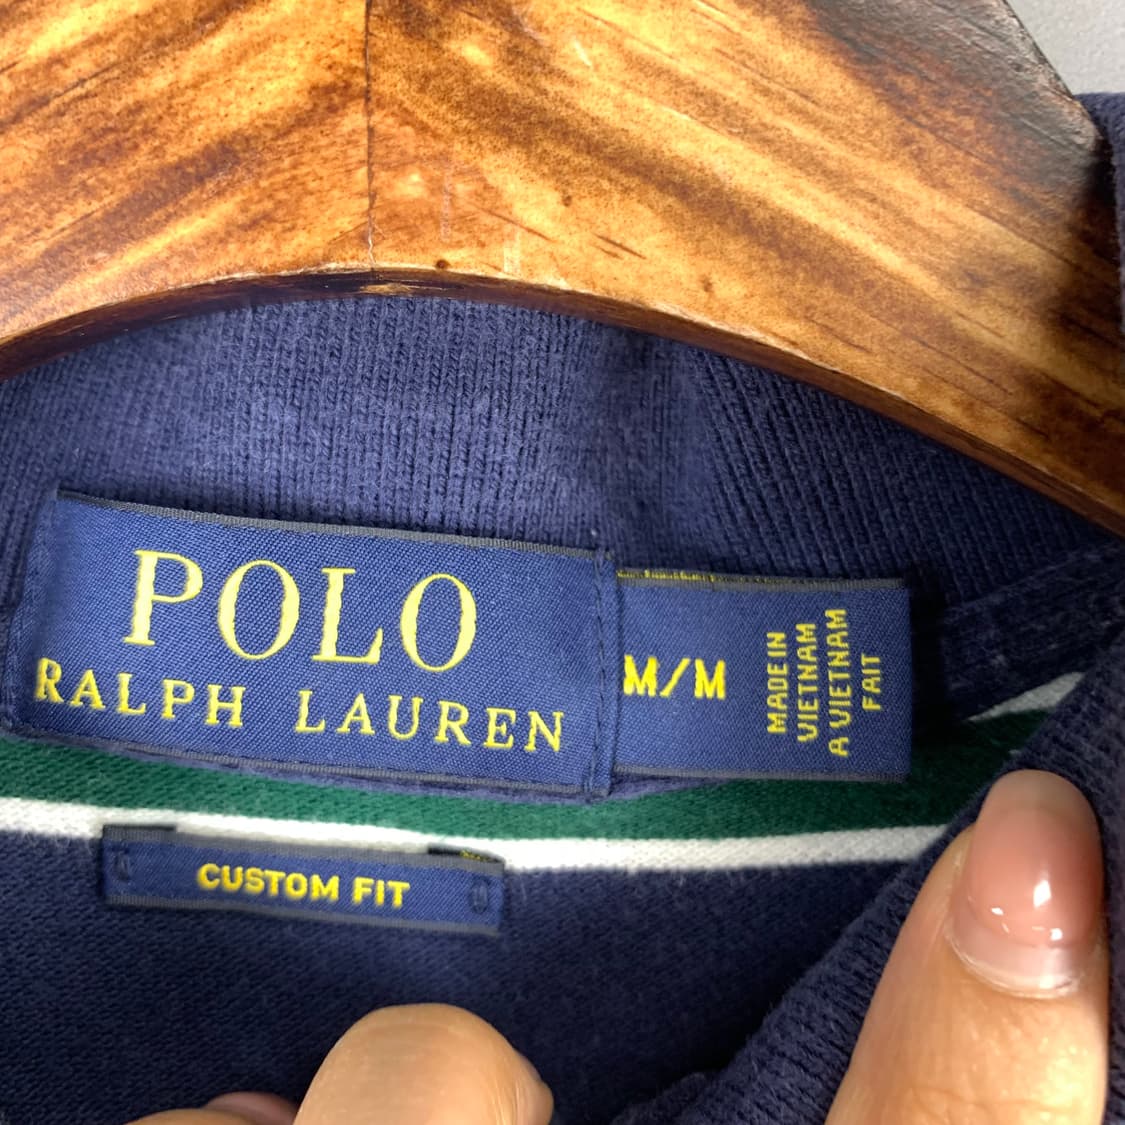 POLO
RALPH LAUREN
M/M
MADE IN
VIETNAM
A VIETNAM
FAIT
CUSTOM FIT